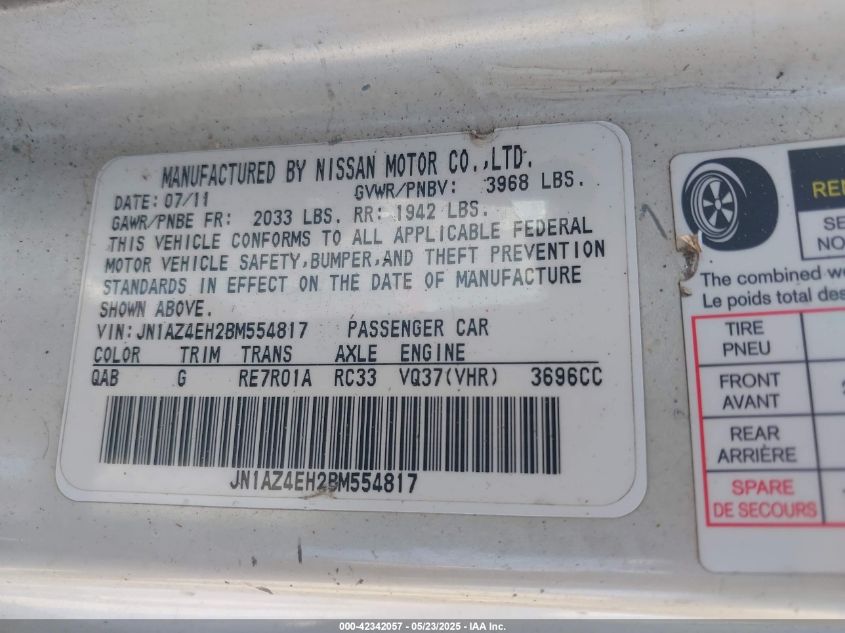 MANUFACTURED BY NISSAN MOTOR CO.,LTD.
DATE: 07/11 GVWR/PNBV: 3968 LBS.
GAWR/PNBE FR: 2033 LBS. RR: 1942 LBS.
THIS VEHICLE CONFORMS TO ALL APPLICABLE FEDERAL
MOTOR VEHICLE SAFETY,BUMPER,AND THEFT PREVENTION
STANDARDS IN EFFECT ON THE DATE OF MANUFACTURE
SHOWN ABOVE.
VIN:JN1AZ4EH2BM554817 PASSENGER CAR
COLOR TRIM TRANS AXLE ENGINE
QAB G RE7R01A RC33 VQ37(VHR) 3696CC
JN1AZ4EH2BM554817
The combined
Le poids total des
TIRE
PNEU
FRONT
AVANT
REAR
ARRIÈRE
SPARE
DE SECOURS
000-42342057 - 05/23/2025 - IAA Inc.